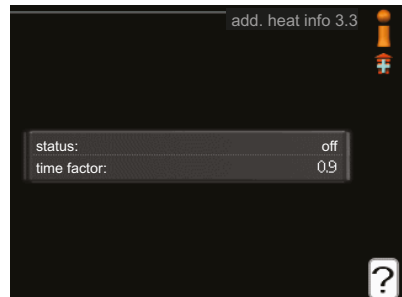 add. heat info 3.3
status: off
time factor: 0.9
?